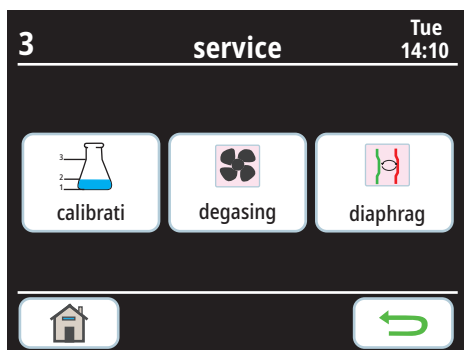 3 service Tue
14:10
3
2
1
calibrati degasing diaphrag